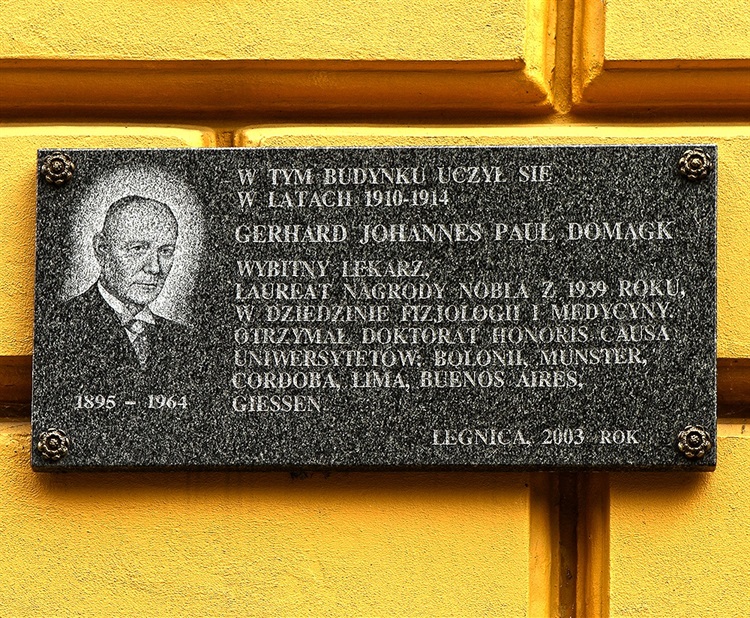 W TYM BUDYNKU UCZYŁ SIĘ
W LATACH 1910-1914
GERHARD JOHANNES PAUL DOMAGK
WYBITNY LEKARZ,
LAUREAT NAGRODY NOBLA Z 1939 ROKU,
W DZIEDZINIE FIZJOLOGII I MEDYCYNY.
OTRZYMAŁ DOKTORAT HONORIS CAUSA
UNIWERSYTETÓW: BOLONII, MUNSTER,
CORDOBA, LIMA, BUENOS AIRES,
GIESSEN.
1895 – 1964
LEGNICA, 2003 ROK